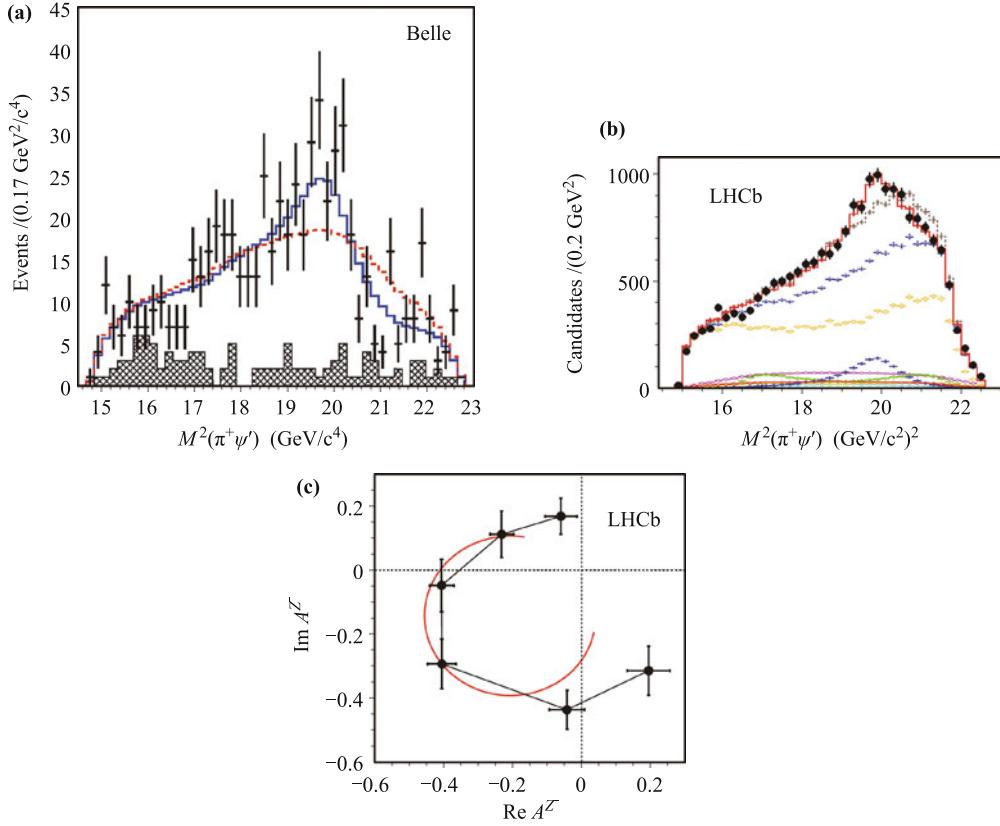 (a)
Belle
Events /(0.17 GeV²/c⁴)
45
40
35
30
25
20
15
10
5
0
15 16 17 18 19 20 21 22 23
M²(π⁺ψ′) (GeV/c⁴)
(b)
LHCb
Candidates /(0.2 GeV²)
1000
500
0
16 18 20 22
M²(π⁺ψ′) (GeV/c²)²
(c)
LHCb
Im A^Z⁻
0.2
0
−0.2
−0.4
−0.6
−0.6 −0.4 −0.2 0 0.2
Re A^Z⁻